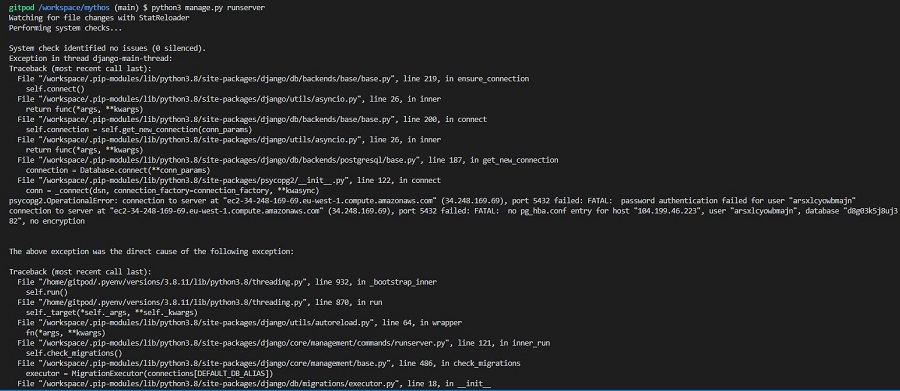 gitpod /workspace/mythos (main) $ python3 manage.py runserver
Watching for file changes with StatReloader
Performing system checks...
System check identified no issues (0 silenced).
Exception in thread django-main-thread:
Traceback (most recent call last):
File "/workspace/.pip-modules/lib/python3.8/site-packages/django/db/backends/base/base.py", line 219, in ensure_connection
self.connect()
File "/workspace/.pip-modules/lib/python3.8/site-packages/django/utils/asyncio.py", line 26, in inner
return func(*args, **kwargs)
File "/workspace/.pip-modules/lib/python3.8/site-packages/django/db/backends/base/base.py", line 200, in connect
self.connection = self.get_new_connection(conn_params)
File "/workspace/.pip-modules/lib/python3.8/site-packages/django/utils/asyncio.py", line 26, in inner
return func(*args, **kwargs)
File "/workspace/.pip-modules/lib/python3.8/site-packages/django/db/backends/postgresql/base.py", line 187, in get_new_connection
connection = Database.connect(**conn_params)
File "/workspace/.pip-modules/lib/python3.8/site-packages/psycopg2/__init__.py", line 122, in connect
conn = _connect(dsn, connection_factory=connection_factory, **kwasync)
psycopg2.OperationalError: connection to server at "ec2-34-248-169-69.eu-west-1.compute.amazonaws.com" (34.248.169.69), port 5432 failed: FATAL:  password authentication failed for user "arsxlcyowbmajn"
connection to server at "ec2-34-248-169-69.eu-west-1.compute.amazonaws.com" (34.248.169.69), port 5432 failed: FATAL:  no pg_hba.conf entry for host "104.199.46.223", user "arsxlcyowbmajn", database "d8g03k5j8uj3
82", no encryption
The above exception was the direct cause of the following exception:
Traceback (most recent call last):
File "/home/gitpod/.pyenv/versions/3.8.11/lib/python3.8/threading.py", line 932, in _bootstrap_inner
self.run()
File "/home/gitpod/.pyenv/versions/3.8.11/lib/python3.8/threading.py", line 870, in run
self._target(*self._args, **self._kwargs)
File "/workspace/.pip-modules/lib/python3.8/site-packages/django/utils/autoreload.py", line 64, in wrapper
fn(*args, **kwargs)
File "/workspace/.pip-modules/lib/python3.8/site-packages/django/core/management/commands/runserver.py", line 121, in inner_run
self.check_migrations()
File "/workspace/.pip-modules/lib/python3.8/site-packages/django/core/management/base.py", line 486, in check_migrations
executor = MigrationExecutor(connections[DEFAULT_DB_ALIAS])
File "/workspace/.pip-modules/lib/python3.8/site-packages/django/db/migrations/executor.py", line 18, in __init__